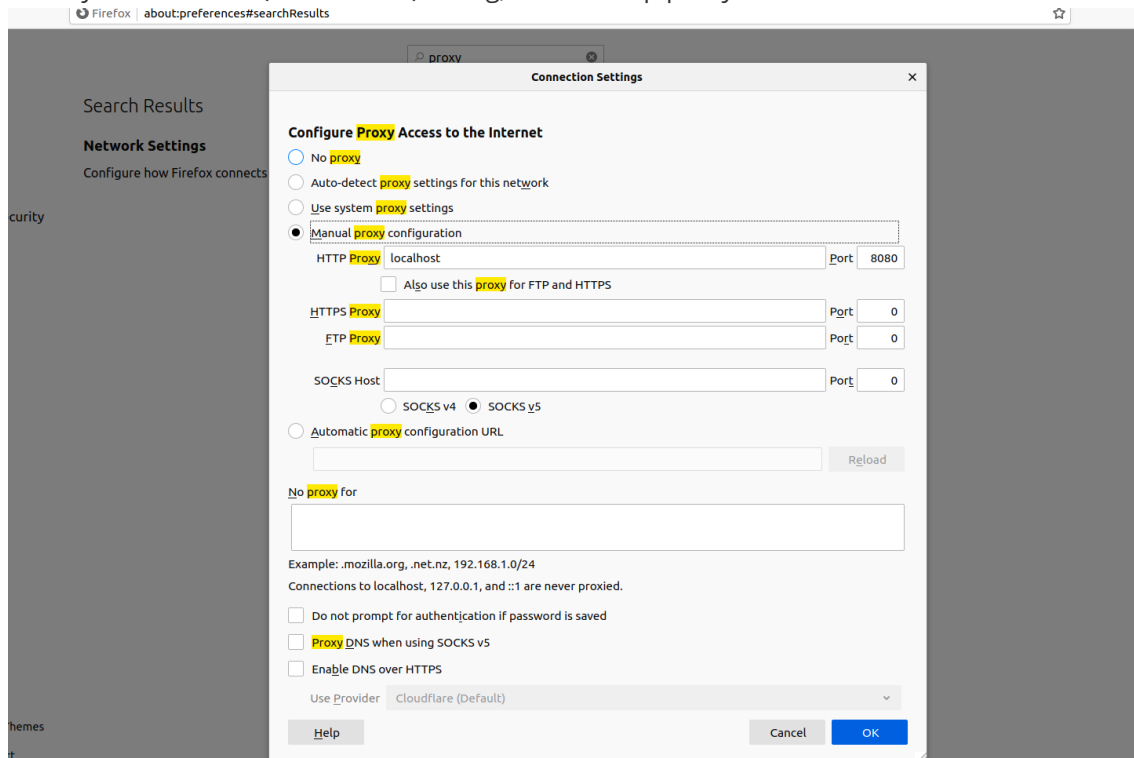 Firefox about:preferences#searchResults
proxy
Connection Settings
Search Results
Configure Proxy Access to the Internet
Network Settings
No proxy
Configure how Firefox connects
Auto-detect proxy settings for this network
Use system proxy settings
curity
Manual proxy configuration
HTTP Proxy localhost Port 8080
Also use this proxy for FTP and HTTPS
HTTPS Proxy Port 0
FTP Proxy Port 0
SOCKS Host Port 0
SOCKS v4 SOCKS v5
Automatic proxy configuration URL
Reload
No proxy for
Example: .mozilla.org, .net.nz, 192.168.1.0/24
Connections to localhost, 127.0.0.1, and ::1 are never proxied.
Do not prompt for authentication if password is saved
Proxy DNS when using SOCKS v5
Enable DNS over HTTPS
Use Provider Cloudflare (Default)
hemes
Help Cancel OK